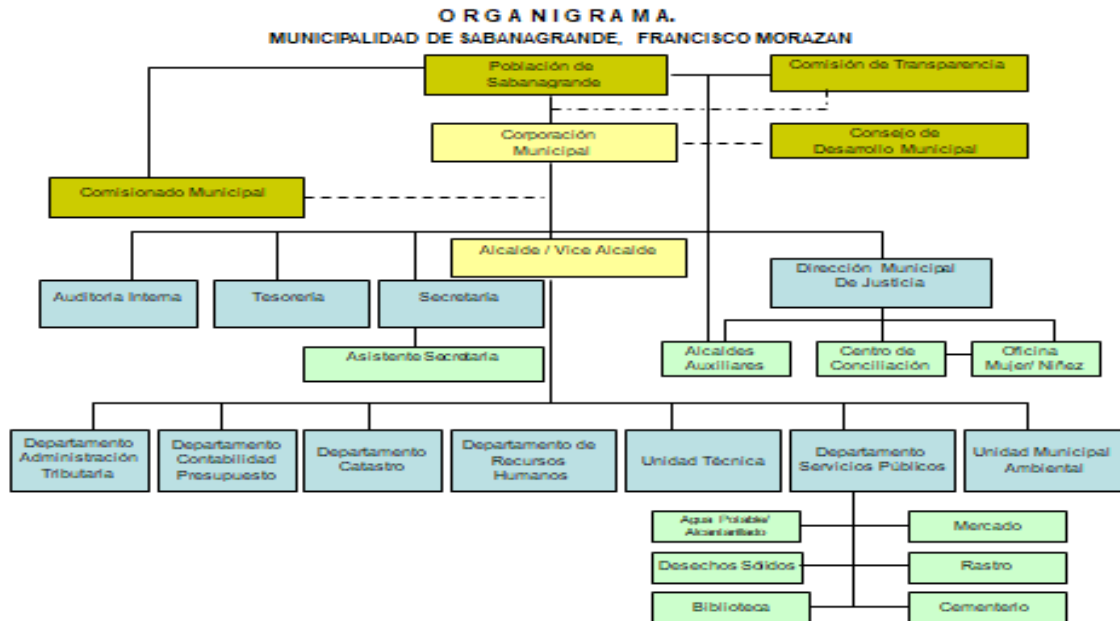 O R G A N I G R A M A.
MUNICIPALIDAD DE SABANAGRANDE, FRANCISCO MORAZAN
Población de
Sabanagrande
Comisión de Transparencia
Corporación
Municipal
Consejo de
Desarrollo Municipal
Comisionado Municipal
Alcalde / Vice Alcalde
Dirección Municipal
De Justicia
Auditoria Interna
Tesorería
Secretaría
Asistente Secretaria
Alcaldes
Auxiliares
Centro de
Conciliación
Oficina
Mujer/ Niñez
Departamento
Administración
Tributaria
Departamento
Contabilidad
Presupuesto
Departamento
Catastro
Departamento de
Recursos
Humanos
Unidad Técnica
Departamento
Servicios Públicos
Unidad Municipal
Ambiental
Agua Potable/
Alcantarillado
Mercado
Desechos Sólidos
Rastro
Biblioteca
Cementerio